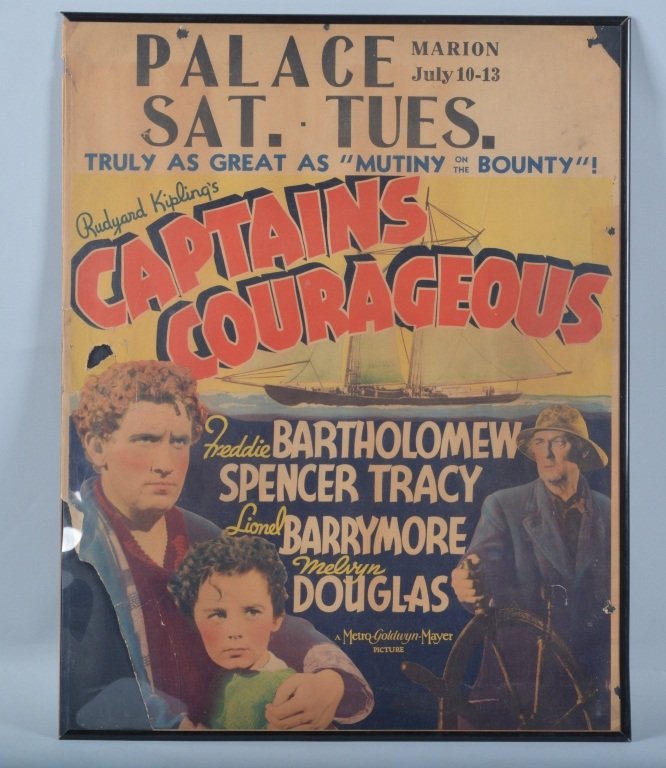 PALACE MARION
July 10-13
SAT. · TUES.
TRULY AS GREAT AS "MUTINY ON THE BOUNTY"!
Rudyard Kipling's
CAPTAINS
COURAGEOUS
Freddie BARTHOLOMEW
SPENCER TRACY
Lionel BARRYMORE
Melvyn DOUGLAS
A Metro-Goldwyn-Mayer
PICTURE